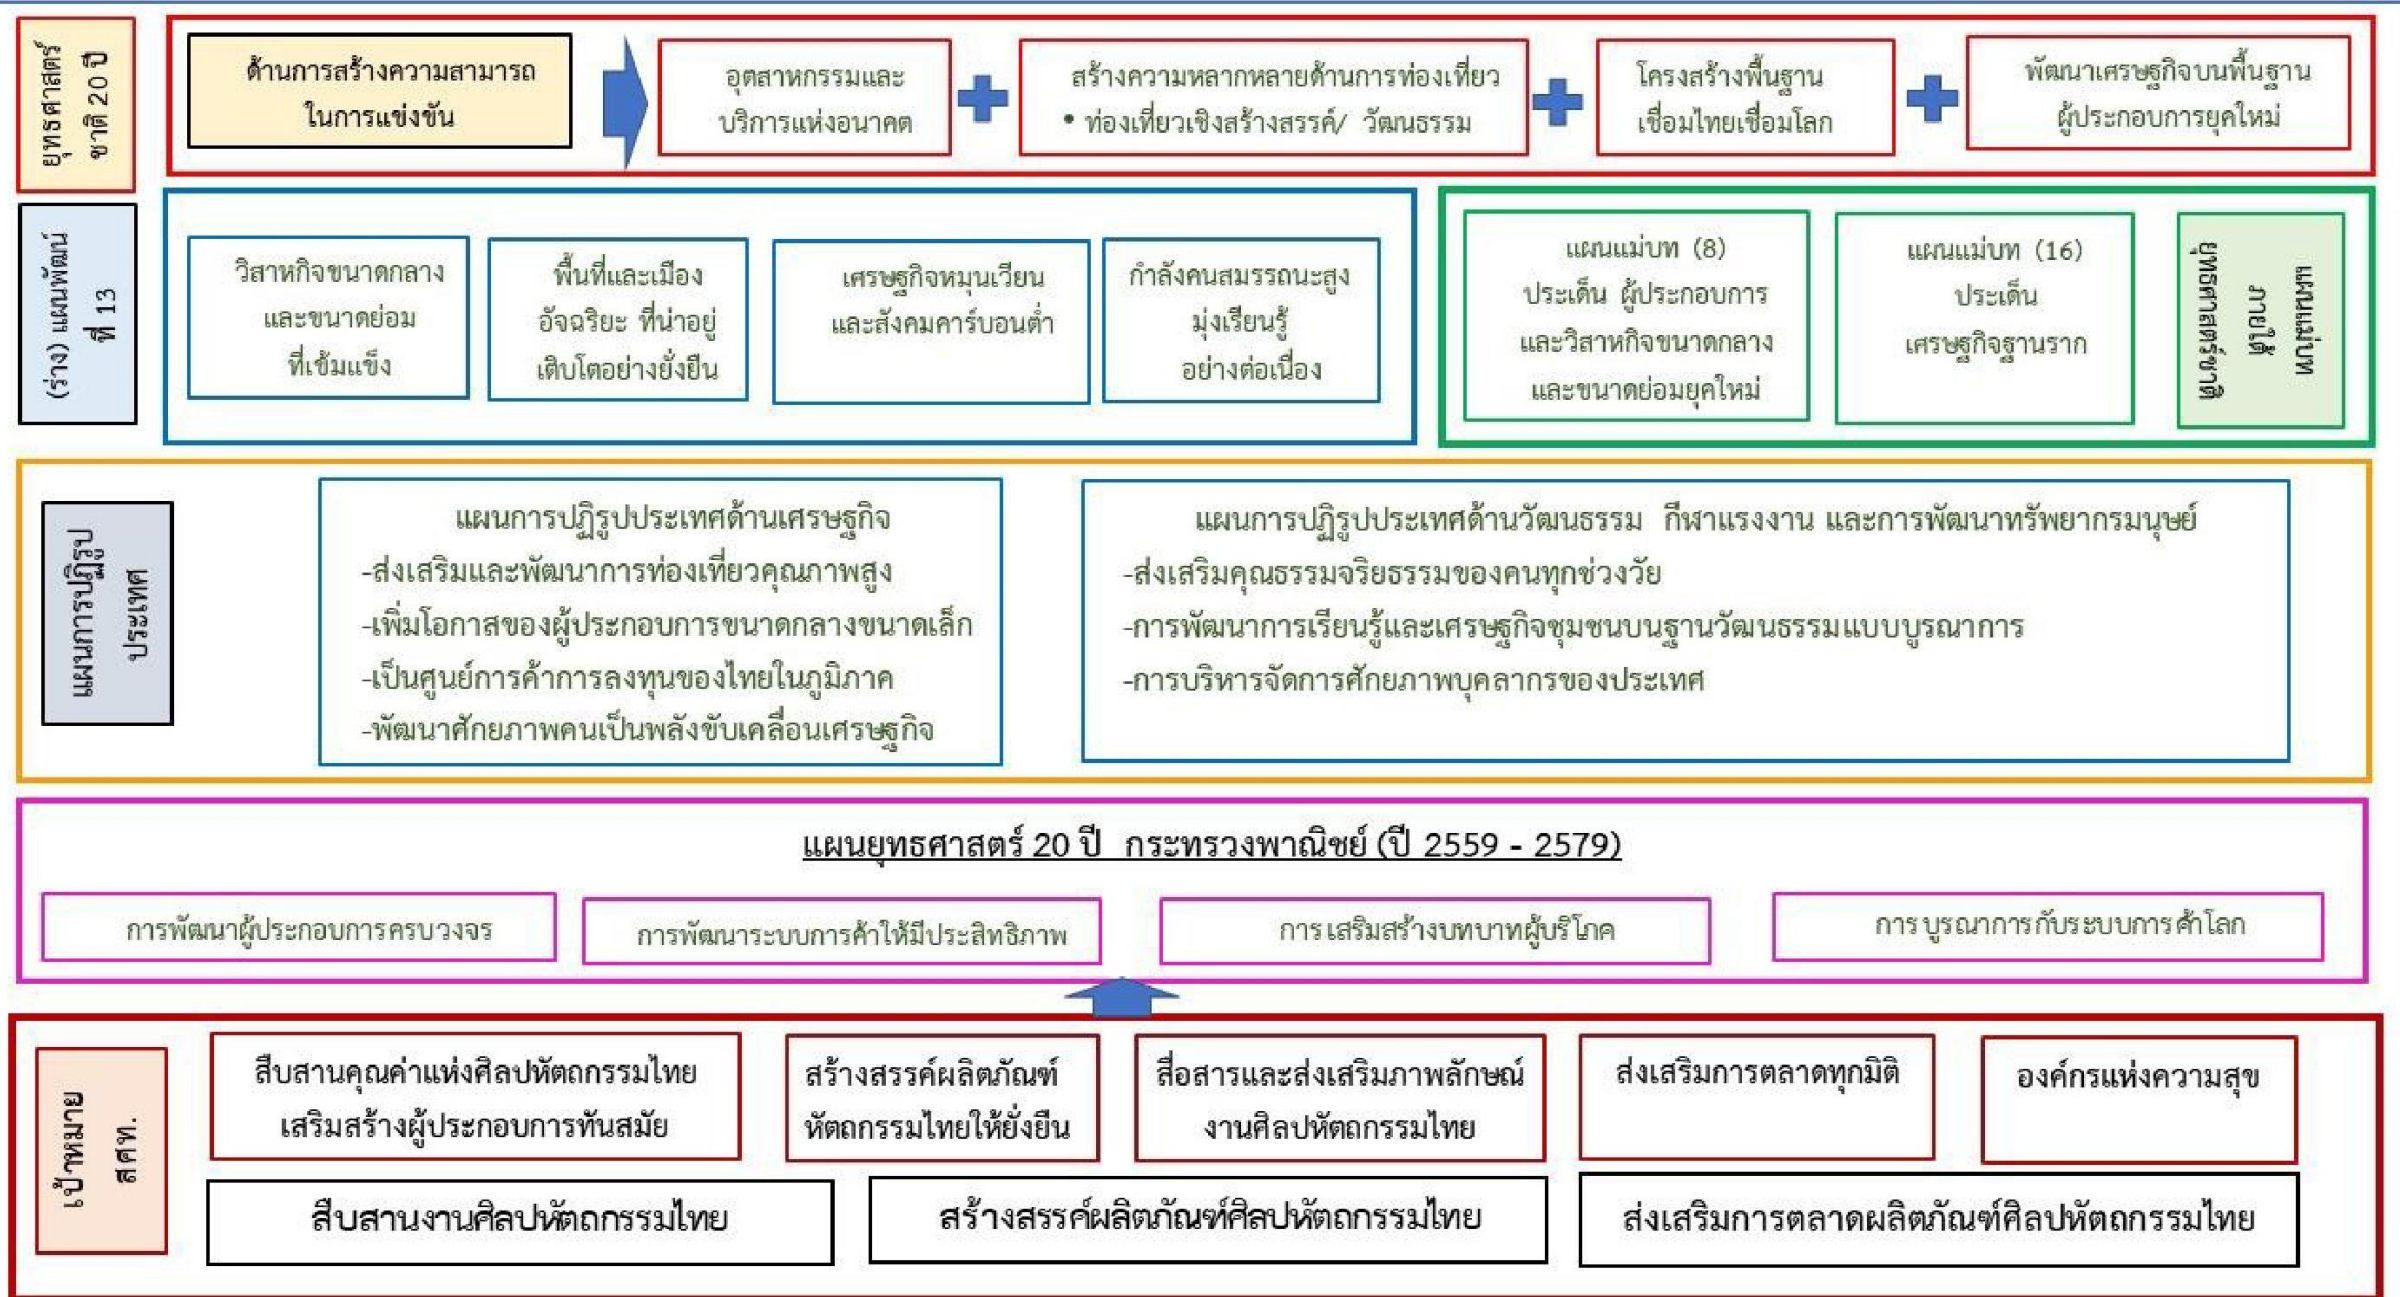 ยุทธศาสตร์
ชาติ 20 ปี
ด้านการสร้างความสามารถ
ในการแข่งขัน
อุตสาหกรรมและ
บริการแห่งอนาคต
สร้างความหลากหลายด้านการท่องเที่ยว
• ท่องเที่ยวเชิงสร้างสรรค์/ วัฒนธรรม
โครงสร้างพื้นฐาน
เชื่อมไทยเชื่อมโลก
พัฒนาเศรษฐกิจบนพื้นฐาน
ผู้ประกอบการยุคใหม่
(ร่าง) แผนพัฒน์
ที่ 13
วิสาหกิจขนาดกลาง
และขนาดย่อม
ที่เข้มแข็ง
พื้นที่และเมือง
อัจฉริยะ ที่น่าอยู่
เติบโตอย่างยั่งยืน
เศรษฐกิจหมุนเวียน
และสังคมคาร์บอนต่ำ
กำลังคนสมรรถนะสูง
มุ่งเรียนรู้
อย่างต่อเนื่อง
แผนแม่บท (8)
ประเด็น ผู้ประกอบการ
และวิสาหกิจขนาดกลาง
และขนาดย่อมยุคใหม่
แผนแม่บท (16)
ประเด็น
เศรษฐกิจฐานราก
แผนแม่บท
ภายใต้
ยุทธศาสตร์ชาติ
แผนการปฏิรูป
ประเทศ
แผนการปฏิรูปประเทศด้านเศรษฐกิจ
-ส่งเสริมและพัฒนาการท่องเที่ยวคุณภาพสูง
-เพิ่มโอกาสของผู้ประกอบการขนาดกลางขนาดเล็ก
-เป็นศูนย์การค้าการลงทุนของไทยในภูมิภาค
-พัฒนาศักยภาพคนเป็นพลังขับเคลื่อนเศรษฐกิจ
แผนการปฏิรูปประเทศด้านวัฒนธรรม กีฬาแรงงาน และการพัฒนาทรัพยากรมนุษย์
-ส่งเสริมคุณธรรมจริยธรรมของคนทุกช่วงวัย
-การพัฒนาการเรียนรู้และเศรษฐกิจชุมชนบนฐานวัฒนธรรมแบบบูรณาการ
-การบริหารจัดการศักยภาพบุคลากรของประเทศ
แผนยุทธศาสตร์ 20 ปี กระทรวงพาณิชย์ (ปี 2559 - 2579)
การพัฒนาผู้ประกอบการครบวงจร
การพัฒนาระบบการค้าให้มีประสิทธิภาพ
การเสริมสร้างบทบาทผู้บริโภค
การบูรณาการกับระบบการค้าโลก
เป้าหมาย
สศท.
สืบสานคุณค่าแห่งศิลปหัตถกรรมไทย
เสริมสร้างผู้ประกอบการทันสมัย
สร้างสรรค์ผลิตภัณฑ์
หัตถกรรมไทยให้ยั่งยืน
สื่อสารและส่งเสริมภาพลักษณ์
งานศิลปหัตถกรรมไทย
ส่งเสริมการตลาดทุกมิติ
องค์กรแห่งความสุข
สืบสานงานศิลปหัตถกรรมไทย
สร้างสรรค์ผลิตภัณฑ์ศิลปหัตถกรรมไทย
ส่งเสริมการตลาดผลิตภัณฑ์ศิลปหัตถกรรมไทย